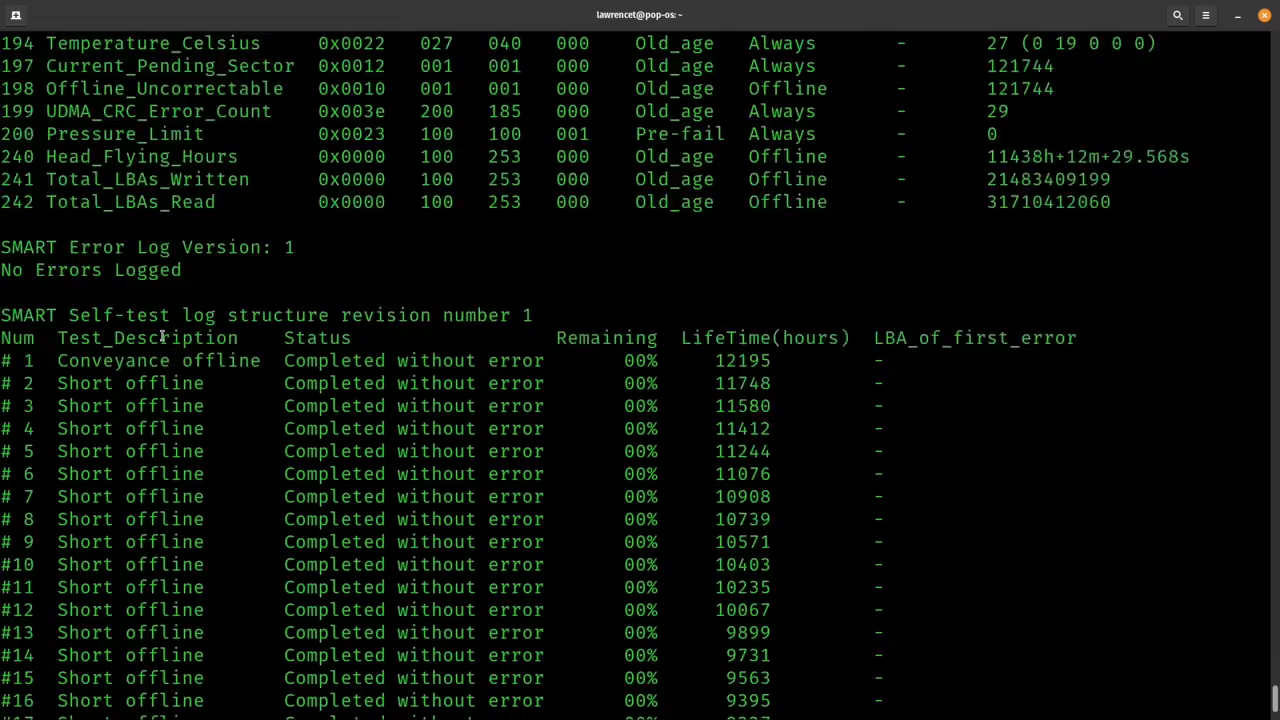 lawrencet@pop-os: ~
194 Temperature_Celsius 0x0022 027 040 000 Old_age Always - 27 (0 19 0 0 0)
197 Current_Pending_Sector 0x0012 001 001 000 Old_age Always - 121744
198 Offline_Uncorrectable 0x0010 001 001 000 Old_age Offline - 121744
199 UDMA_CRC_Error_Count 0x003e 200 185 000 Old_age Always - 29
200 Pressure_Limit 0x0023 100 100 001 Pre-fail Always - 0
240 Head_Flying_Hours 0x0000 100 253 000 Old_age Offline - 11438h+12m+29.568s
241 Total_LBAs_Written 0x0000 100 253 000 Old_age Offline - 21483409199
242 Total_LBAs_Read 0x0000 100 253 000 Old_age Offline - 31710412060
SMART Error Log Version: 1
No Errors Logged
SMART Self-test log structure revision number 1
Num Test_Description Status Remaining LifeTime(hours) LBA_of_first_error
# 1 Conveyance offline Completed without error 00% 12195 -
# 2 Short offline Completed without error 00% 11748 -
# 3 Short offline Completed without error 00% 11580 -
# 4 Short offline Completed without error 00% 11412 -
# 5 Short offline Completed without error 00% 11244 -
# 6 Short offline Completed without error 00% 11076 -
# 7 Short offline Completed without error 00% 10908 -
# 8 Short offline Completed without error 00% 10739 -
# 9 Short offline Completed without error 00% 10571 -
#10 Short offline Completed without error 00% 10403 -
#11 Short offline Completed without error 00% 10235 -
#12 Short offline Completed without error 00% 10067 -
#13 Short offline Completed without error 00% 9899 -
#14 Short offline Completed without error 00% 9731 -
#15 Short offline Completed without error 00% 9563 -
#16 Short offline Completed without error 00% 9395 -
#17 Short offline Completed without error 00%